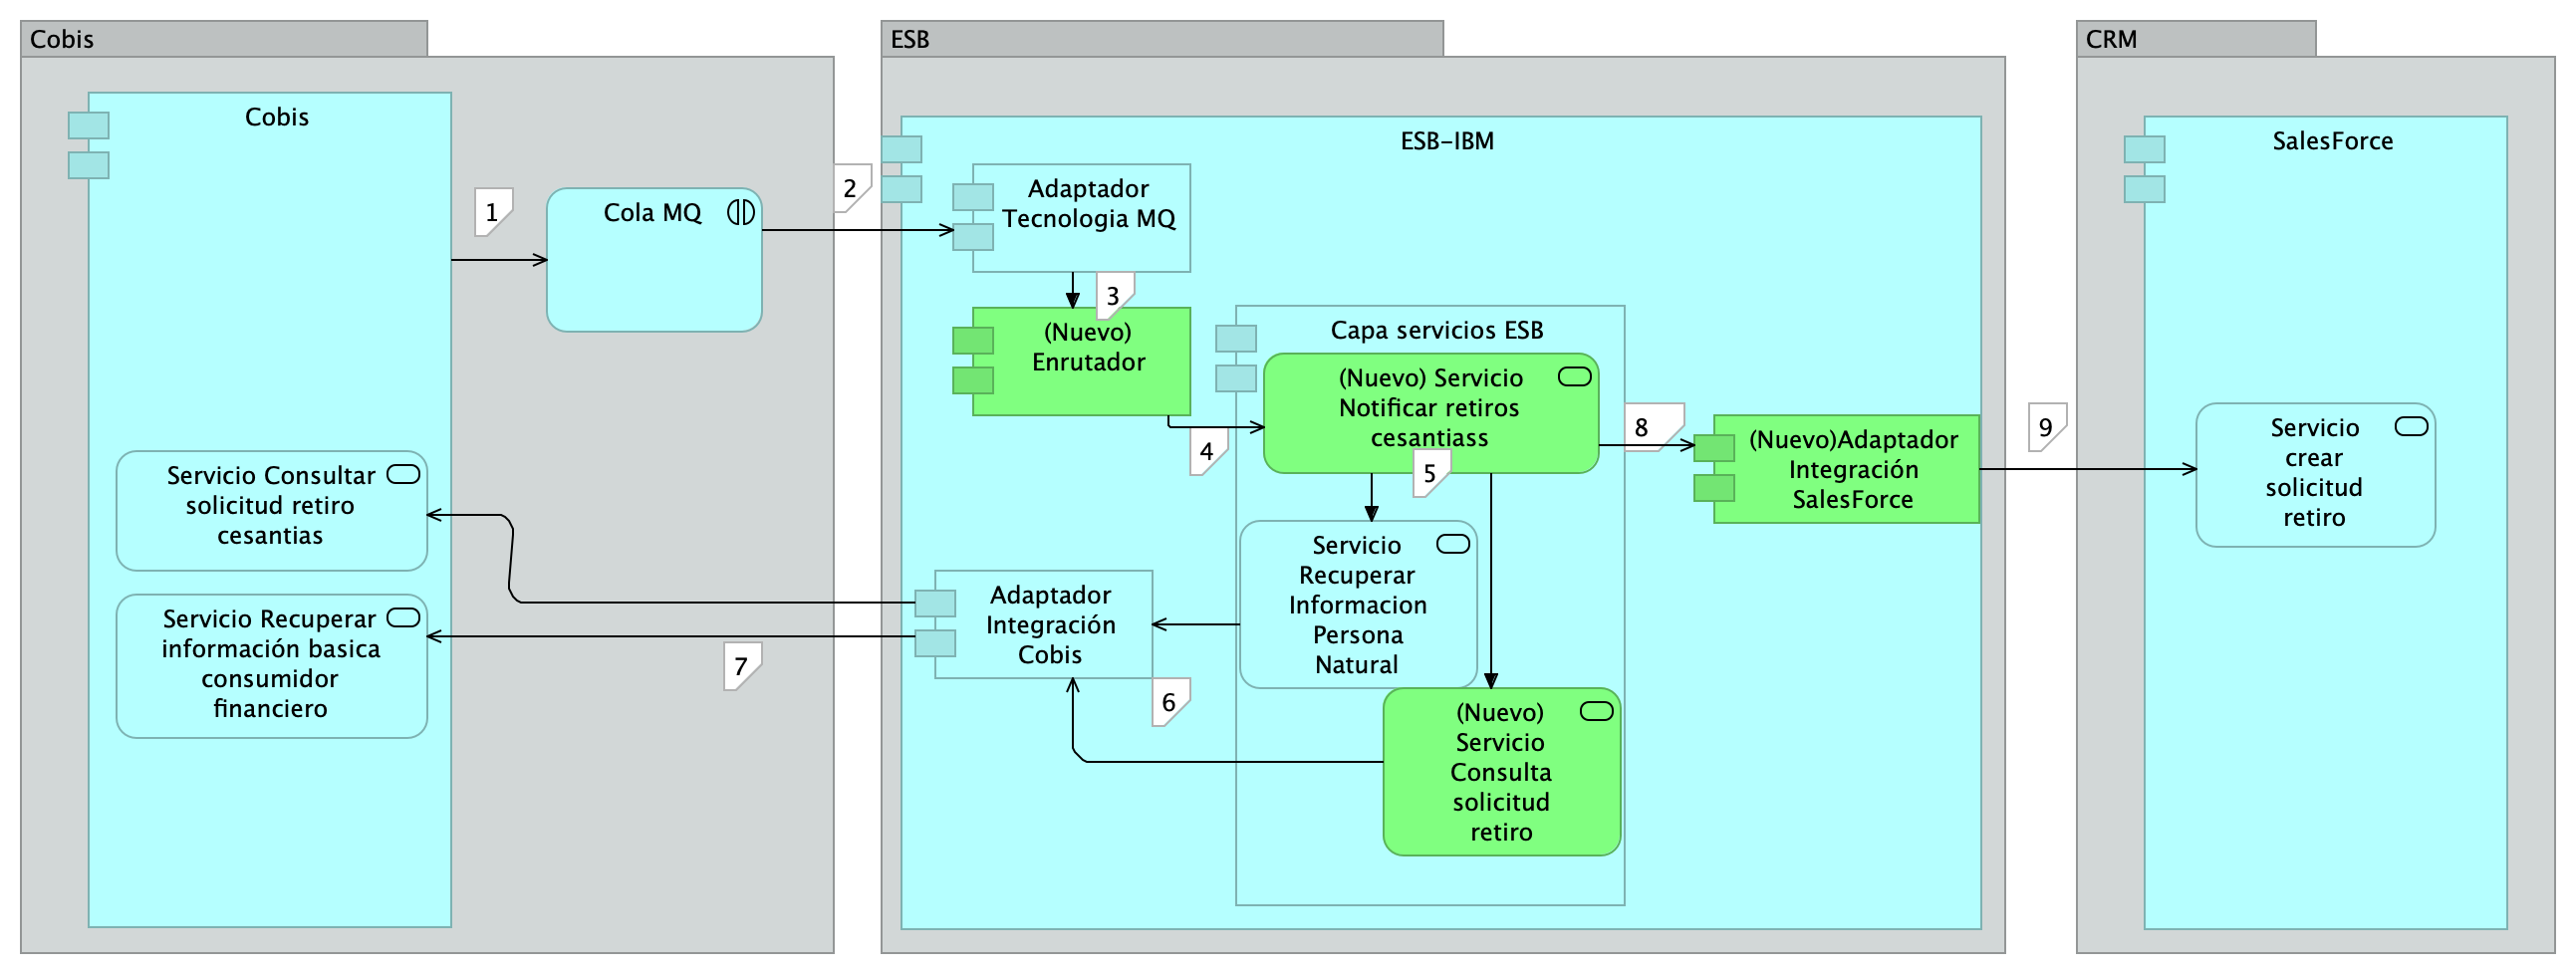 Cobis
ESB
CRM
Cobis
1
Cola MQ
2
ESB-IBM
Adaptador
Tecnologia MQ
3
(Nuevo)
Enrutador
4
Capa servicios ESB
(Nuevo) Servicio
Notificar retiros
cesantiass
5
8
(Nuevo)Adaptador
Integración
SalesForce
9
SalesForce
Servicio
crear
solicitud
retiro
Servicio Consultar
solicitud retiro
cesantias
Servicio Recuperar
información basica
consumidor
financiero
7
Adaptador
Integración
Cobis
6
Servicio
Recuperar
Informacion
Persona
Natural
(Nuevo)
Servicio
Consulta
solicitud
retiro